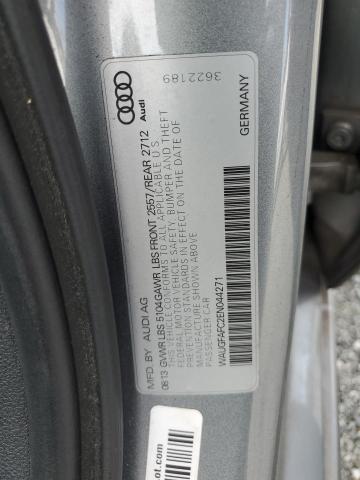 MFD. BY AUDI AG
08 13 GVWR LBS 5104 GAWR LBS FRONT 2557/REAR 2712
THIS VEHICLE CONFORMS TO ALL APPLICABLE U.S.
FEDERAL MOTOR VEHICLE SAFETY, BUMPER AND THEFT
PREVENTION STANDARDS IN EFFECT ON THE DATE OF
MANUFACTURE SHOWN ABOVE.
PASSENGER CAR
WAUGFAFC2EN044271
GERMANY
Audi
3622189
ot.com